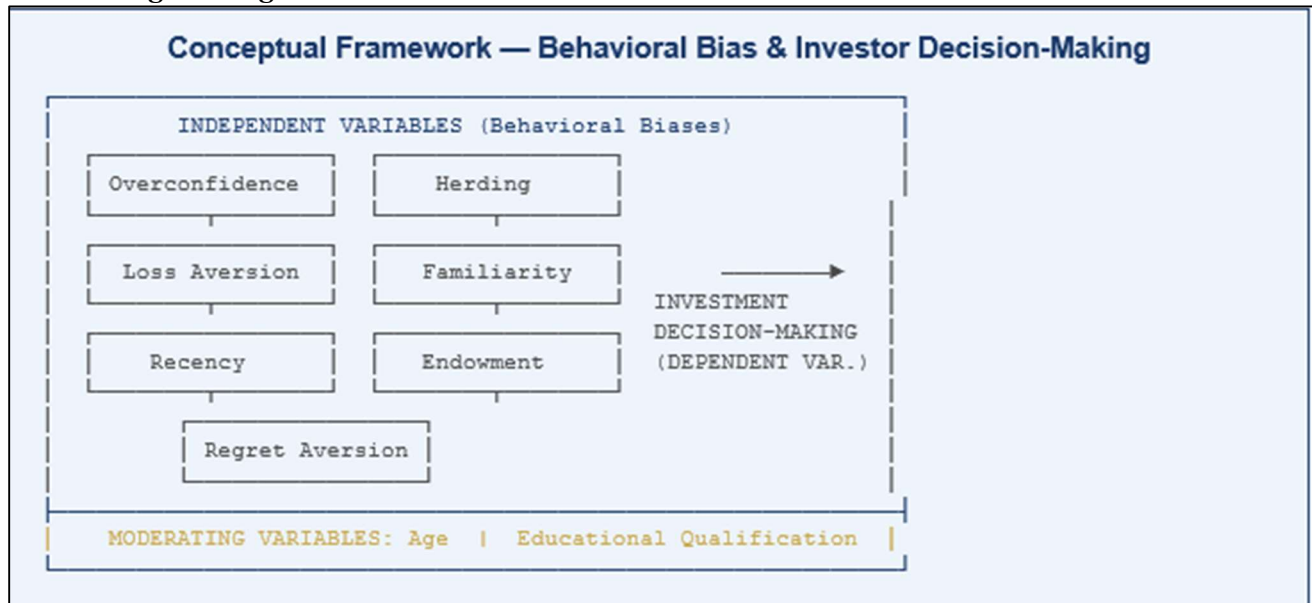 Conceptual Framework — Behavioral Bias & Investor Decision-Making
INDEPENDENT VARIABLES (Behavioral Biases)
Overconfidence Herding
Loss Aversion Familiarity
INVESTMENT
DECISION-MAKING
Recency Endowment (DEPENDENT VAR.)
Regret Aversion
MODERATING VARIABLES: Age | Educational Qualification